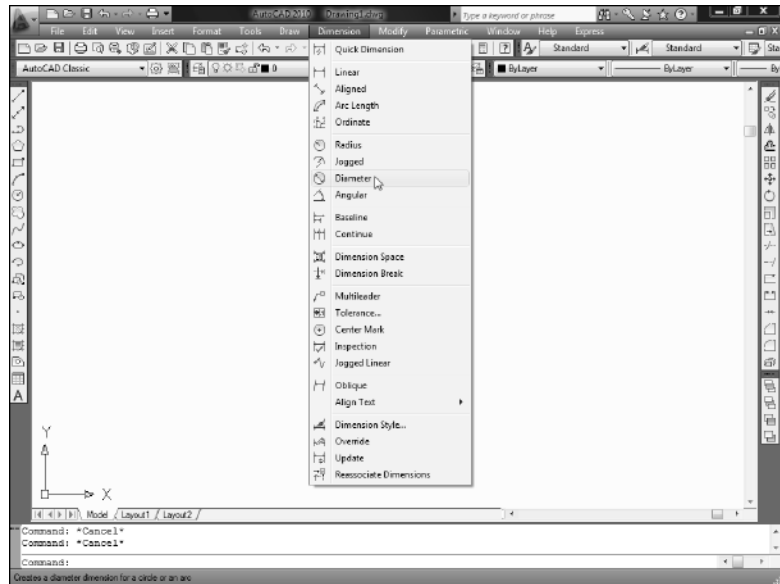 AutoCAD 2010 Drawing1.dwg Type a keyword or phrase
File Edit View Insert Format Tools Draw Dimension Modify Parametric Window Help Express
Standard Standard Sta
AutoCAD Classic 0 ByLayer ByLayer By
Quick Dimension
Linear
Aligned
Arc Length
Ordinate
Radius
Jogged
Diameter
Angular
Baseline
Continue
Dimension Space
Dimension Break
Multileader
Tolerance...
Center Mark
Inspection
Jogged Linear
Oblique
Align Text
Dimension Style...
Override
Update
Reassociate Dimensions
A
Y
X
Model Layout1 Layout2
Command: *Cancel*
Command: *Cancel*
Command:
Creates a diameter dimension for a circle or an arc